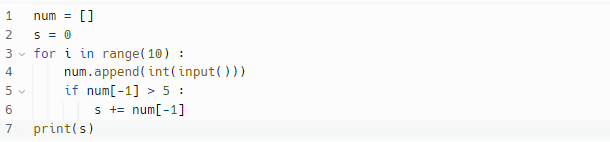 1 num = []
2 s = 0
3 for i in range(10) :
4 num.append(int(input()))
5 if num[-1] > 5 :
6 s += num[-1]
7 print(s)